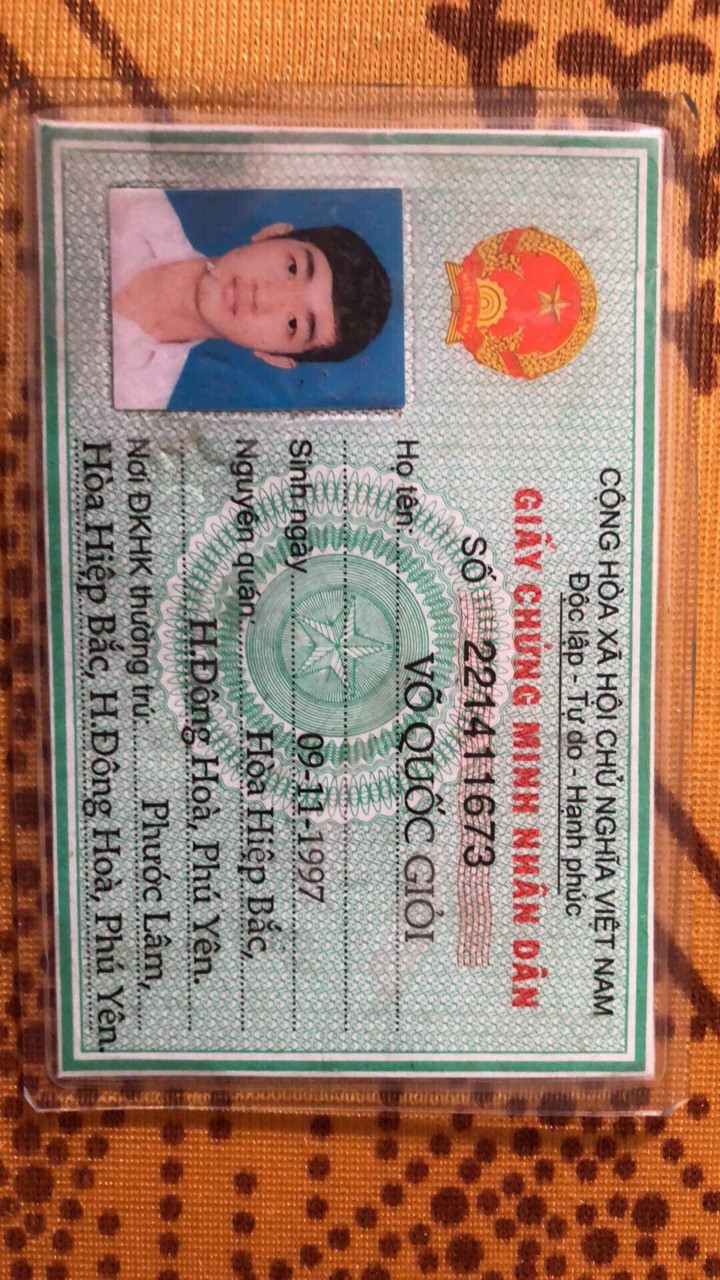 CỘNG HÒA XÃ HỘI CHỦ NGHĨA VIỆT NAM
Độc lập - Tự do - Hạnh phúc
GIẤY CHỨNG MINH NHÂN DÂN
SỐ 221411673
VIỆT NAM
Họ tên: VÕ QUỐC GIỎI
Sinh ngày 09-11-1997
Nguyên quán Hòa Hiệp Bắc,
H.Đông Hoà, Phú Yên.
Nơi ĐKHK thường trú: Phước Lâm,
Hòa Hiệp Bắc, H.Đông Hoà, Phú Yên.